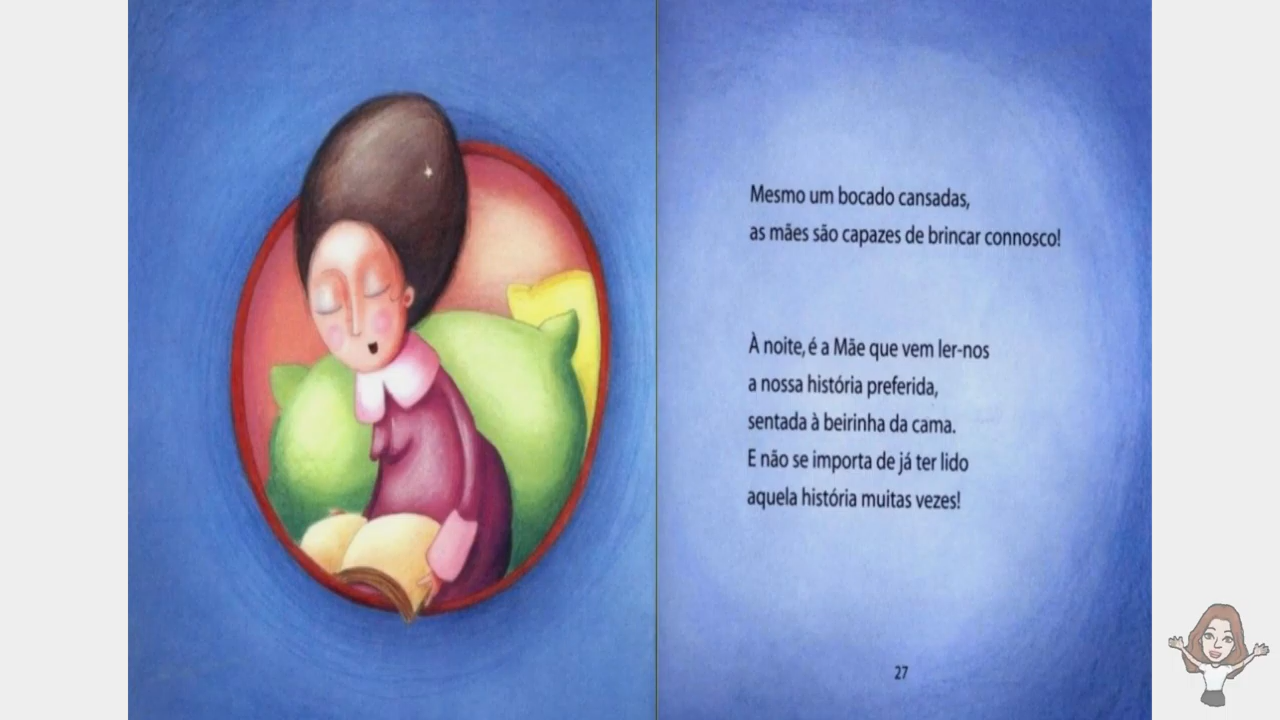 Mesmo um bocado cansadas,
as mães são capazes de brincar connosco!
À noite, é a Mãe que vem ler-nos
a nossa história preferida,
sentada à beirinha da cama.
E não se importa de já ter lido
aquela história muitas vezes!
27